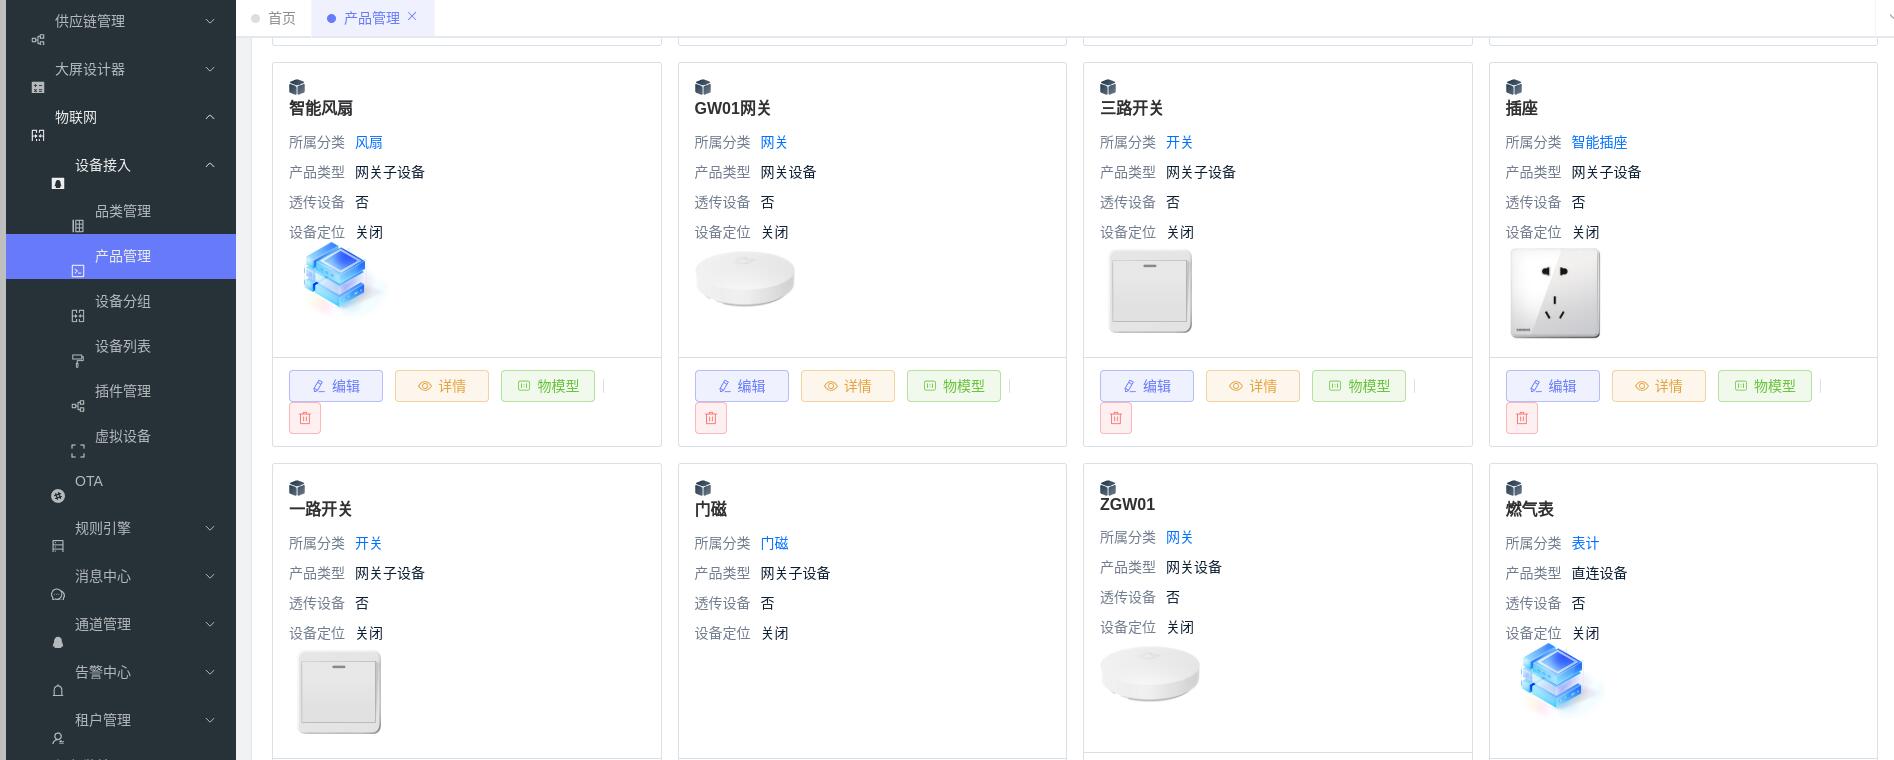 供应链管理
大屏设计器
物联网
设备接入
品类管理
产品管理
设备分组
设备列表
插件管理
虚拟设备
OTA
规则引擎
消息中心
通道管理
告警中心
租户管理
首页
产品管理
智能风扇
所属分类 风扇
产品类型 网关子设备
透传设备 否
设备定位 关闭
编辑 详情 物模型
GW01网关
所属分类 网关
产品类型 网关设备
透传设备 否
设备定位 关闭
编辑 详情 物模型
三路开关
所属分类 开关
产品类型 网关子设备
透传设备 否
设备定位 关闭
编辑 详情 物模型
插座
所属分类 智能插座
产品类型 网关子设备
透传设备 否
设备定位 关闭
编辑 详情 物模型
一路开关
所属分类 开关
产品类型 网关子设备
透传设备 否
设备定位 关闭
门磁
所属分类 门磁
产品类型 网关子设备
透传设备 否
设备定位 关闭
ZGW01
所属分类 网关
产品类型 网关设备
透传设备 否
设备定位 关闭
燃气表
所属分类 表计
产品类型 直连设备
透传设备 否
设备定位 关闭